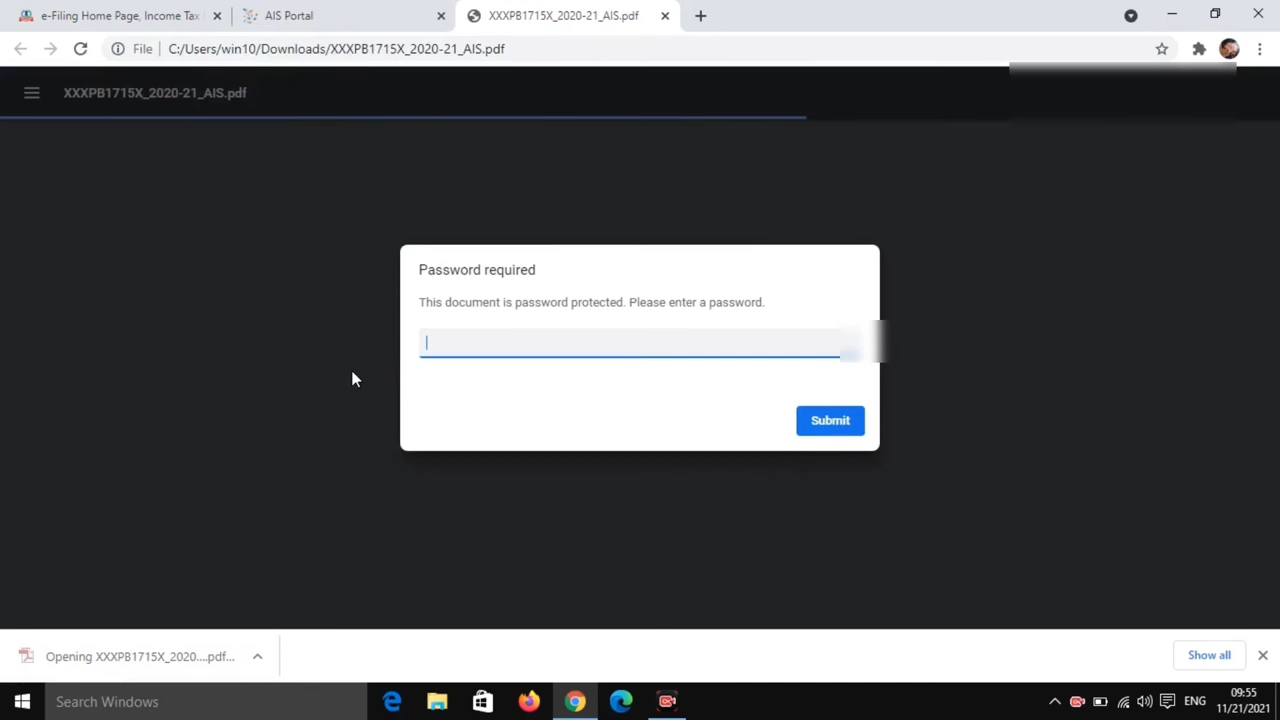 e-Filing Home Page, Income Tax
AIS Portal
XXXPB1715X_2020-21_AIS.pdf
File
C:/Users/win10/Downloads/XXXPB1715X_2020-21_AIS.pdf
XXXPB1715X_2020-21_AIS.pdf
Password required
This document is password protected. Please enter a password.
Submit
Opening XXXPB1715X_2020....pdf...
Show all
Search Windows
ENG
09:55
11/21/2021